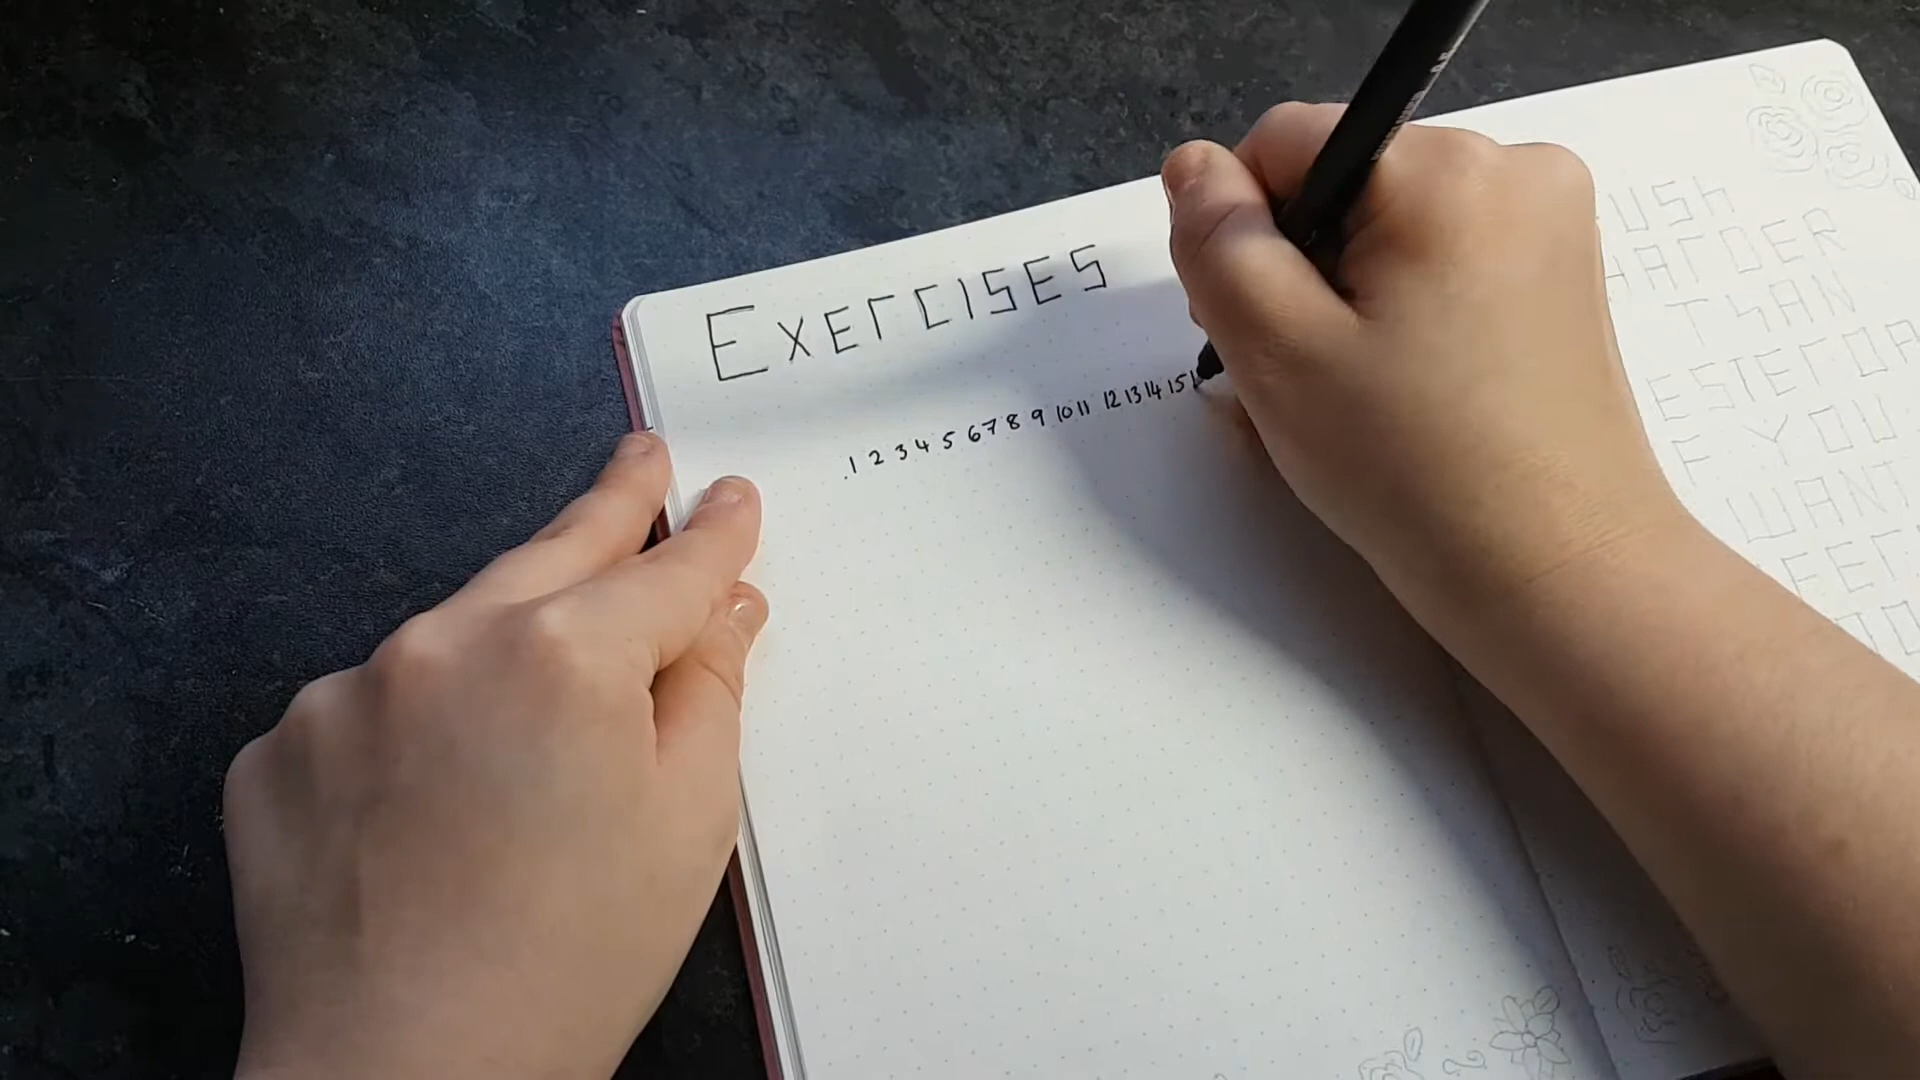 Exercises
1 2 3 4 5 6 7 8 9 10 11 12 13 14 15
USh
HARDER
ThAN
ESTERDA
F YOU
WANT